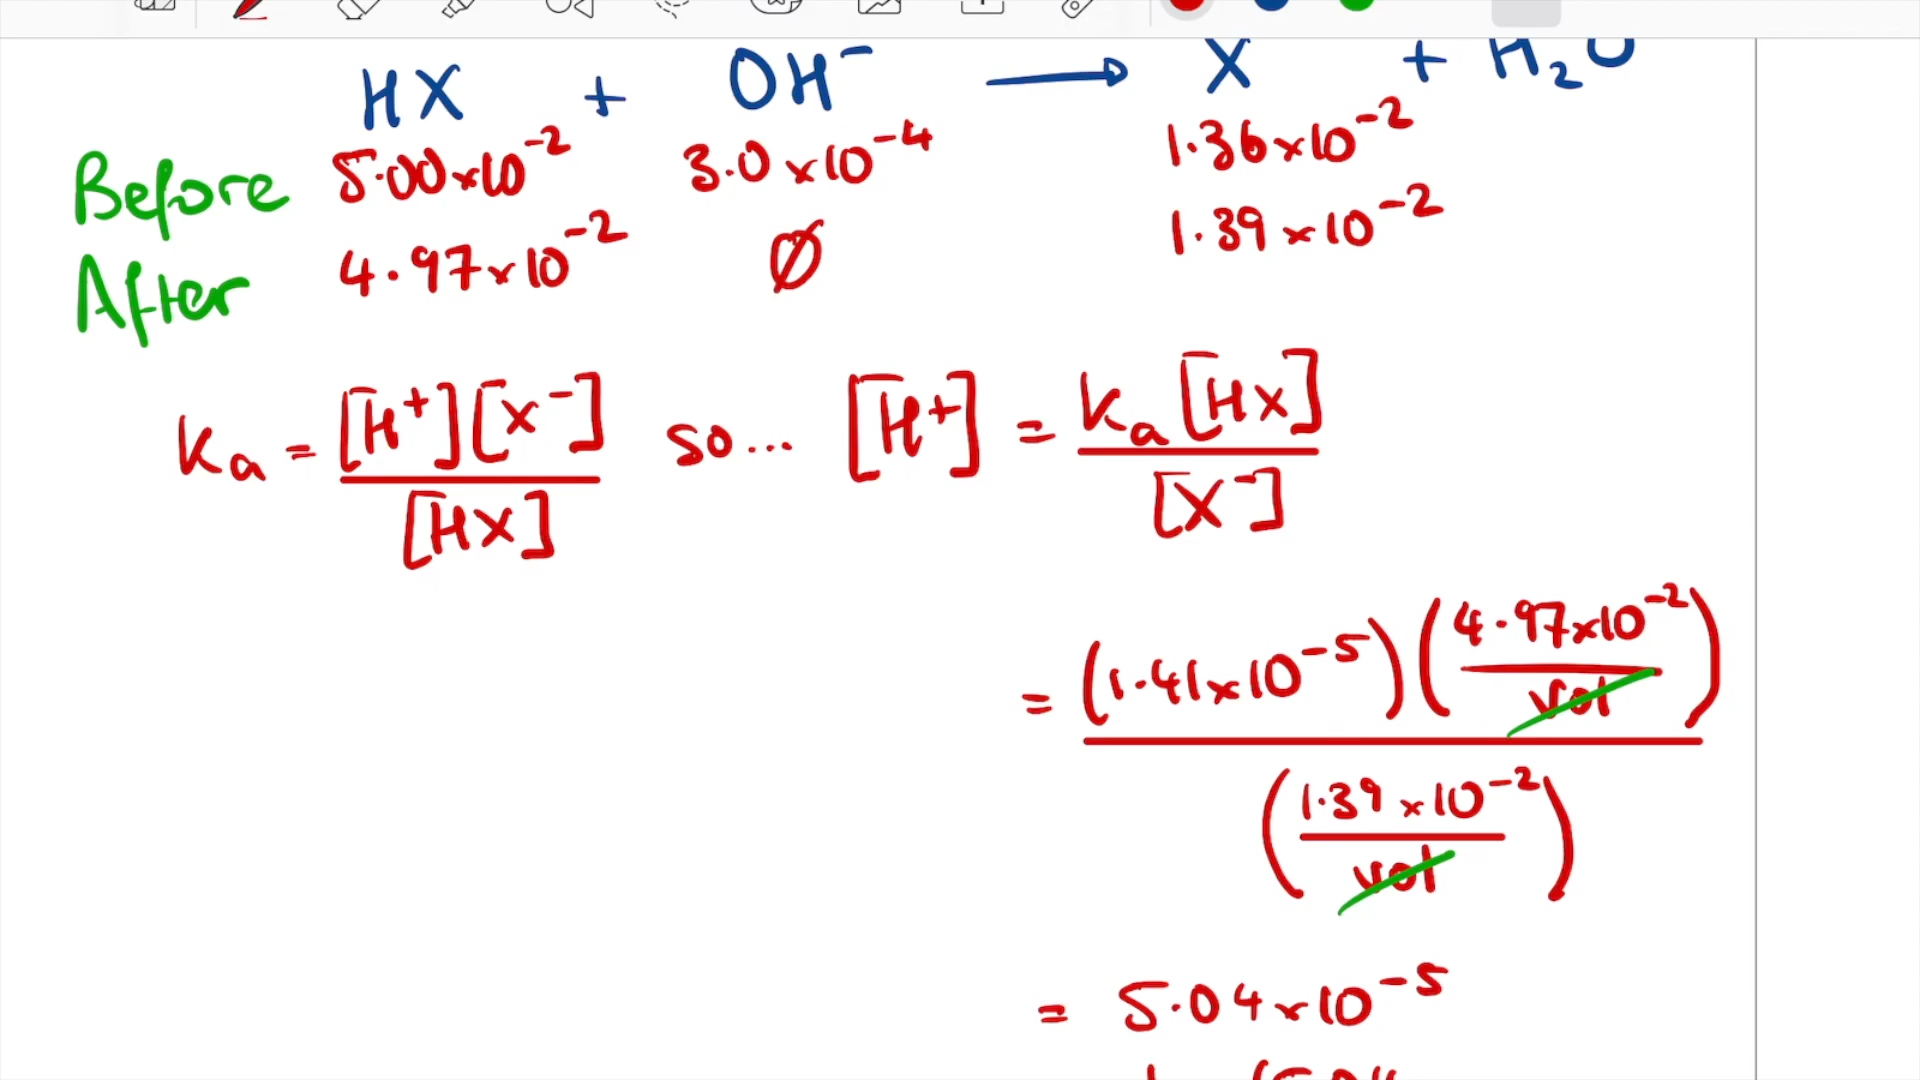 HX + OH⁻ → X + H₂O
Before 5.00×10⁻² 3.0×10⁻⁴ 1.36×10⁻²
After 4.97×10⁻² ∅ 1.39×10⁻²
Ka = [H⁺][X⁻] / [HX] so... [H⁺] = Ka[HX] / [X⁻]
= (1.41×10⁻⁵)(4.97×10⁻² / vol) / (1.39×10⁻² / vol)
= 5.04×10⁻⁵